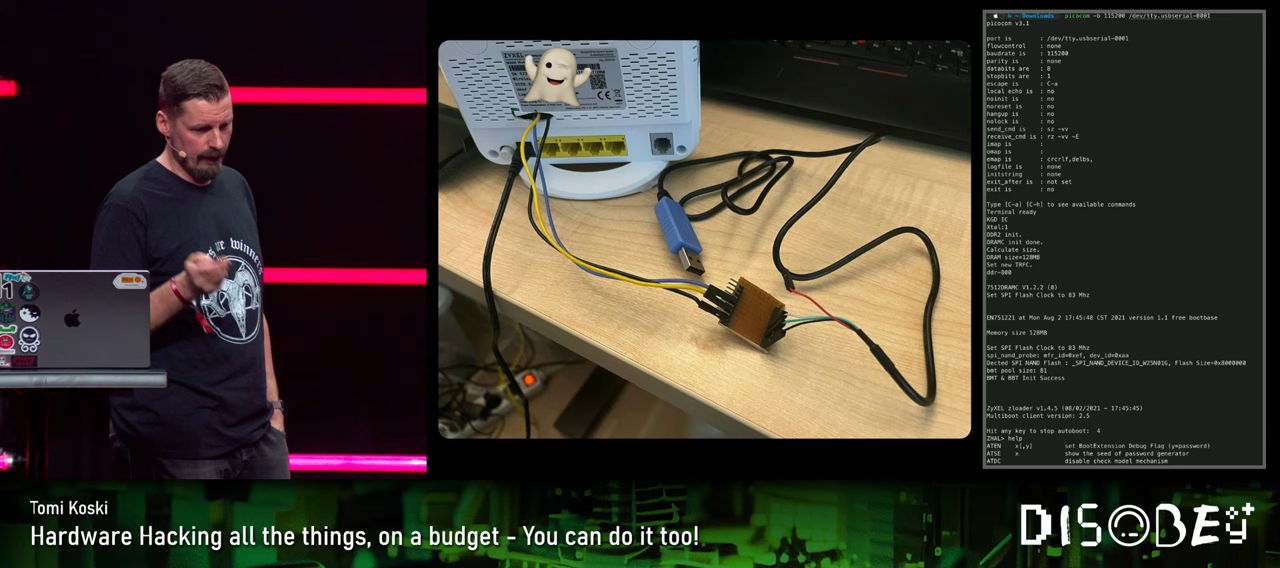 ~/Downloads picocom -b 115200 /dev/tty.usbserial-0001
picocom v3.1
port is : /dev/tty.usbserial-0001
flowcontrol : none
baudrate is : 115200
parity is : none
databits are : 8
stopbits are : 1
escape is : C-a
local echo is : no
noinit is : no
noreset is : no
hangup is : no
nolock is : no
send_cmd is : sz -vv
receive_cmd is : rz -vv -E
imap is :
omap is :
emap is : crcrlf,delbs,
logfile is : none
initstring : none
exit_after is : not set
exit is : no
Type [C-a] [C-h] to see available commands
Terminal ready
KGD IC
Xtal:1
DDR2 init.
DRAMC init done.
Calculate size.
DRAM size=128MB
Set new TRFC.
ddr-800
7512DRAMC V1.2.2 (0)
Set SPI Flash Clock to 83 Mhz
EN751221 at Mon Aug 2 17:45:48 CST 2021 version 1.1 free bootbase
Memory size 128MB
Set SPI Flash Clock to 83 Mhz
spi_nand_probe: mfr_id=0xef, dev_id=0xaa
Dected SPI NAND Flash : _SPI_NAND_DEVICE_ID_W25N01G, Flash Size=0x8000000
bmt pool size: 81
BMT & BBT Init Success
ZyXEL zloader v1.4.5 (08/02/2021 - 17:45:45)
Multiboot client version: 2.5
Hit any key to stop autoboot: 4
ZHAL> help
ATEN x[,y] set BootExtension Debug Flag (y=password)
ATSE x show the seed of password generator
ATDC disable check model mechanism
ZYXEL
winners
Tomi Koski
Hardware Hacking all the things, on a budget - You can do it too!
DISOBEY